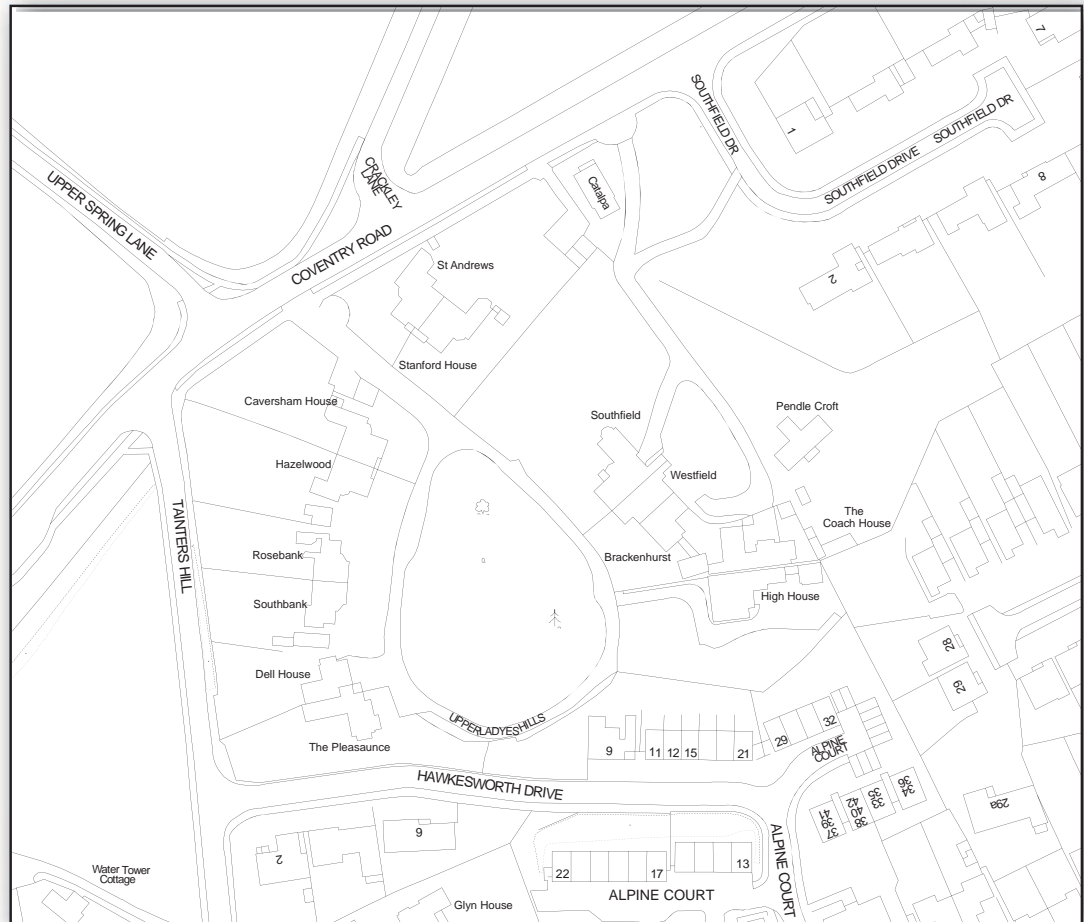 7
SOUTHFIELD DR
SOUTHFIELD DR
1
SOUTHFIELD DRIVE
8
CRACKLEY
LANE
Catalpa
UPPER SPRING LANE
COVENTRY ROAD
St Andrews
2
Stanford House
Caversham House
Southfield
Pendle Croft
Hazelwood
Westfield
The
Coach House
TAINTERS HILL
Rosebank
Brackenhurst
Southbank
High House
Dell House
28
29
UPPER LADYES HILLS
The Pleasaunce
9
11 12 15
21
29
32
ALPINE
COURT
HAWKESWORTH DRIVE
34
36
33
35
38
40
42
37
39
41
29a
2
6
22
17
13
ALPINE COURT
ALPINE COURT
Water Tower
Cottage
Glyn House